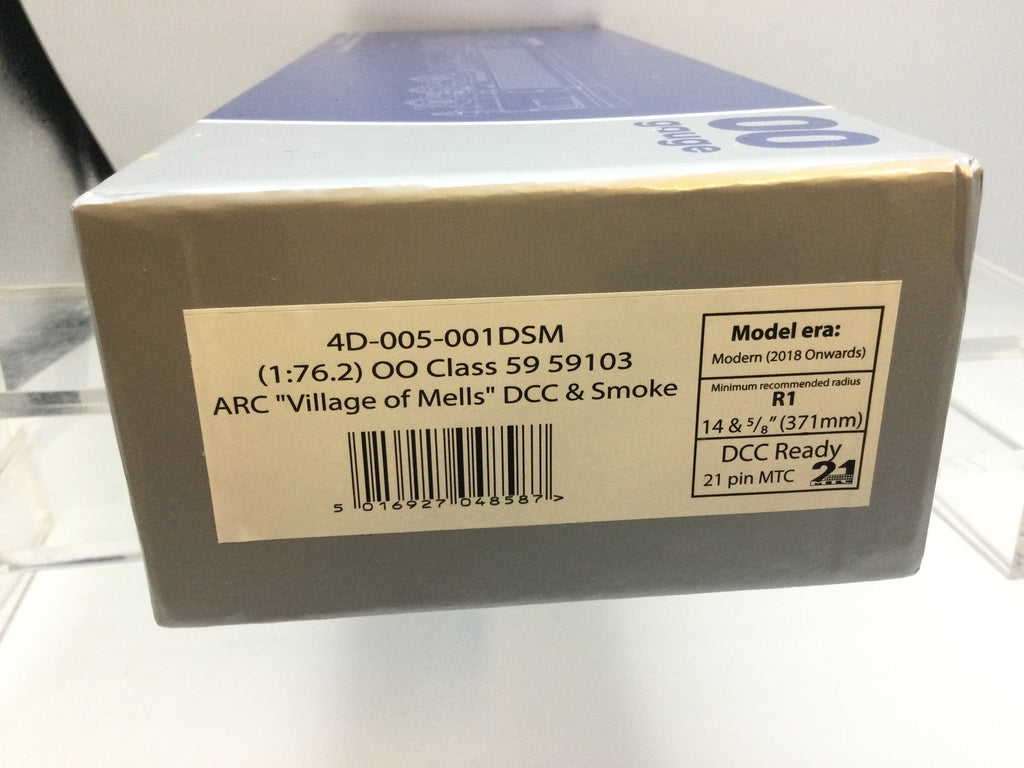 OO
gauge
4D-005-001DSM
(1:76.2) OO Class 59 59103
ARC "Village of Mells" DCC & Smoke
5 016927 048587 >
Model era:
Modern (2018 Onwards)
Minimum recommended radius
R1
14 & 5/8" (371mm)
DCC Ready
21 pin MTC 21